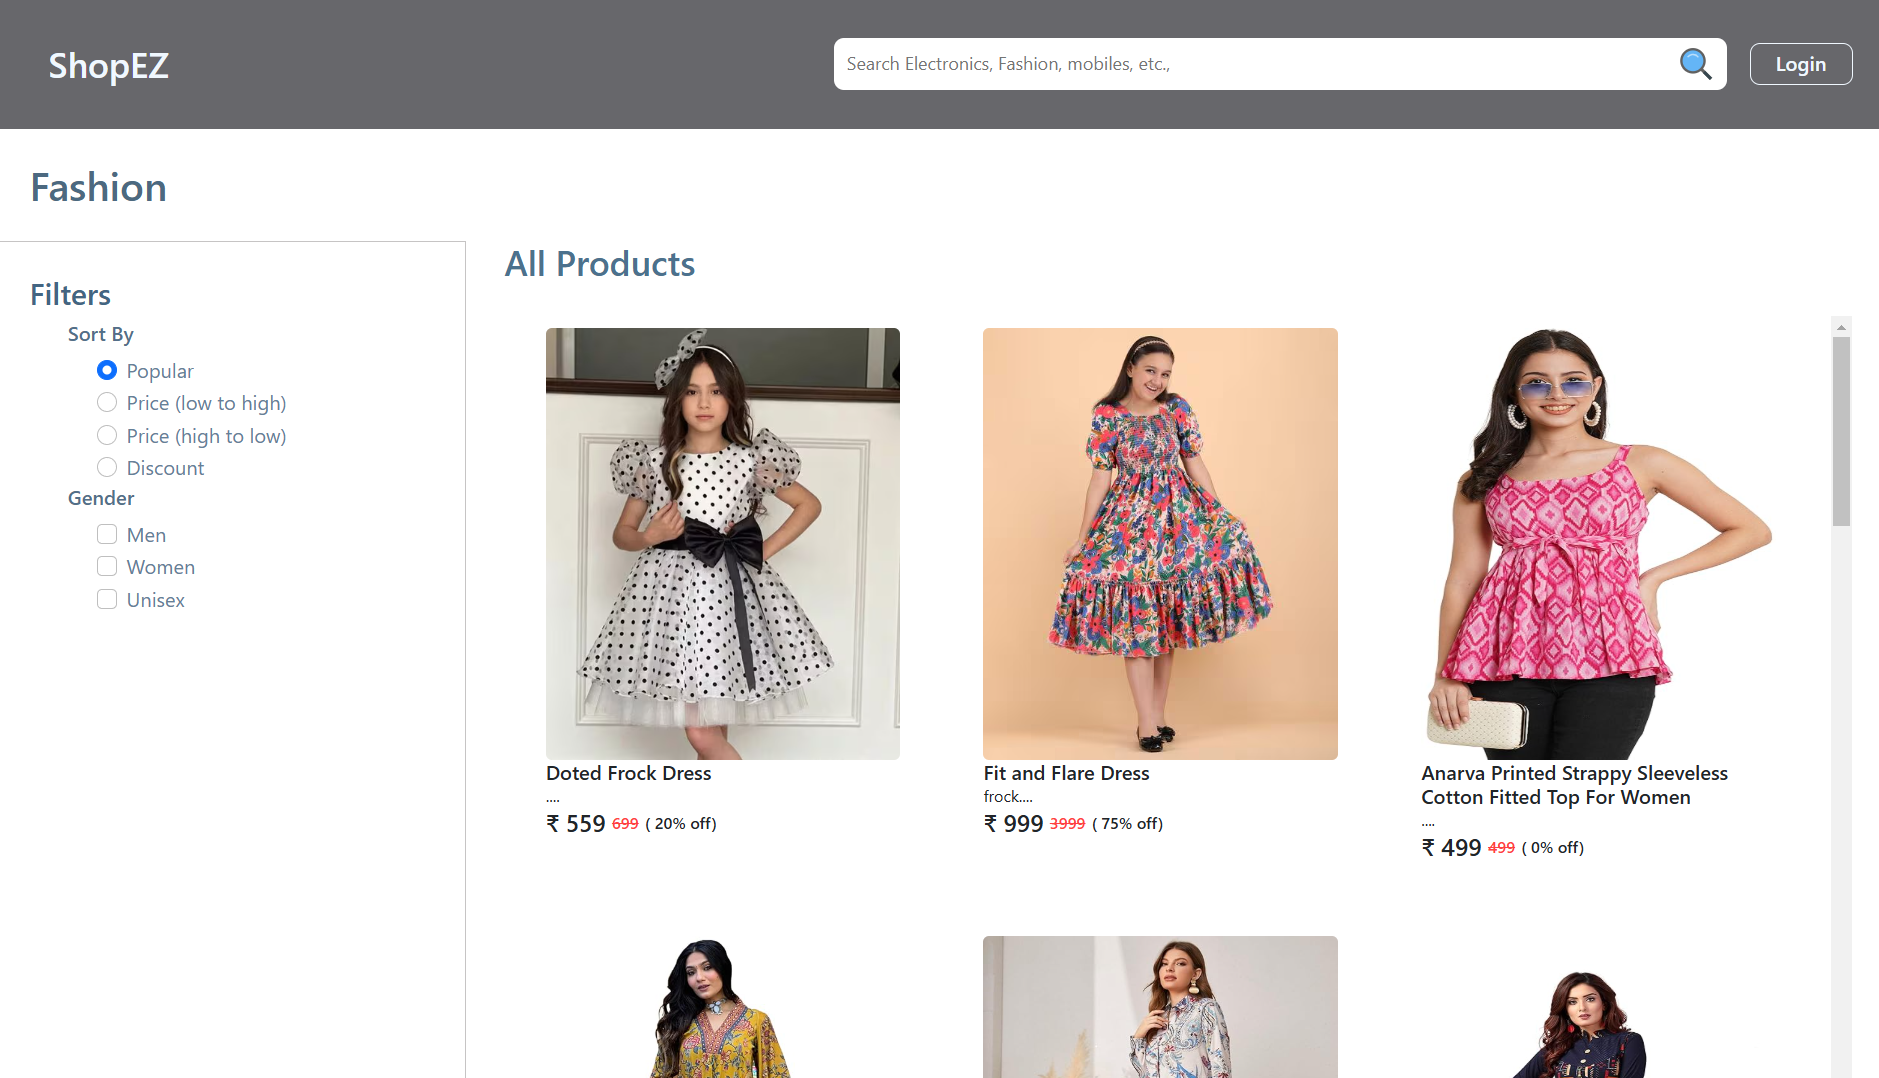 ShopEZ
Search Electronics, Fashion, mobiles, etc.,
Login
Fashion
Filters
Sort By
Popular
Price (low to high)
Price (high to low)
Discount
Gender
Men
Women
Unisex
All Products
Doted Frock Dress
....
₹ 559 699 ( 20% off)
Fit and Flare Dress
frock....
₹ 999 3999 ( 75% off)
Anarva Printed Strappy Sleeveless
Cotton Fitted Top For Women
....
₹ 499 499 ( 0% off)